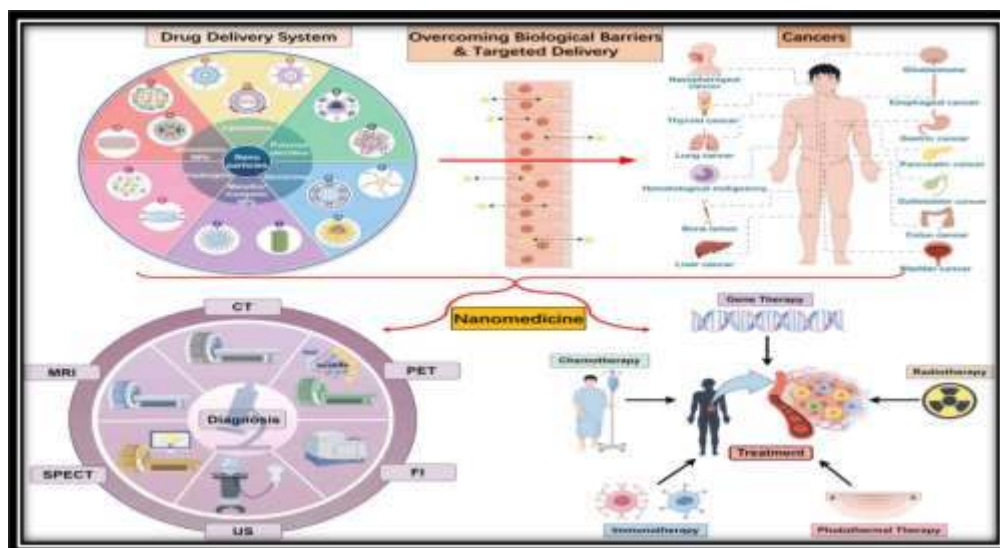 Drug Delivery System
Overcoming Biological Barriers
& Targeted Delivery
Cancers
Nasopharyngeal
cancer
Thyroid cancer
Lung cancer
Hematological malignancy
Bone tumor
Liver cancer
Glioblastoma
Esophageal cancer
Gastric cancer
Pancreatic cancer
Gallbladder cancer
Colon cancer
Bladder cancer
Nano
particles
Nanomedicine
CT
MRI
PET
Diagnosis
SPECT
FI
US
Gene Therapy
Chemotherapy
Radiotherapy
Treatment
Immunotherapy
Photothermal Therapy